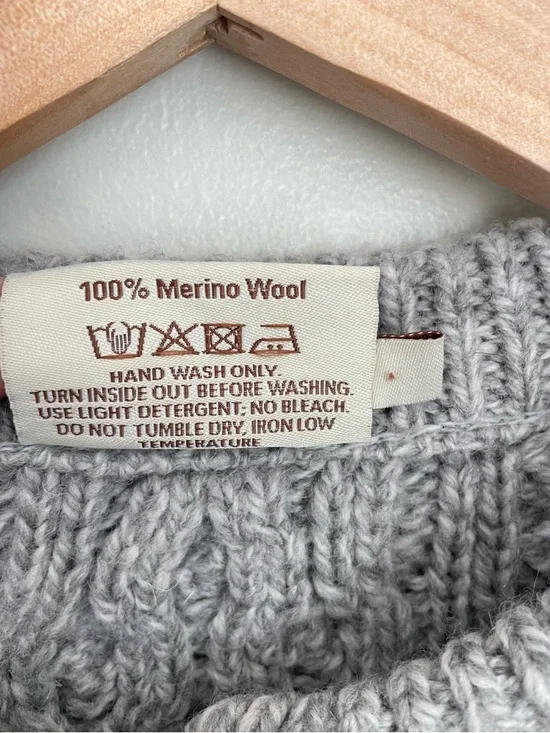 100% Merino Wool
HAND WASH ONLY.
TURN INSIDE OUT BEFORE WASHING.
USE LIGHT DETERGENT; NO BLEACH.
DO NOT TUMBLE DRY, IRON LOW
TEMPERATURE